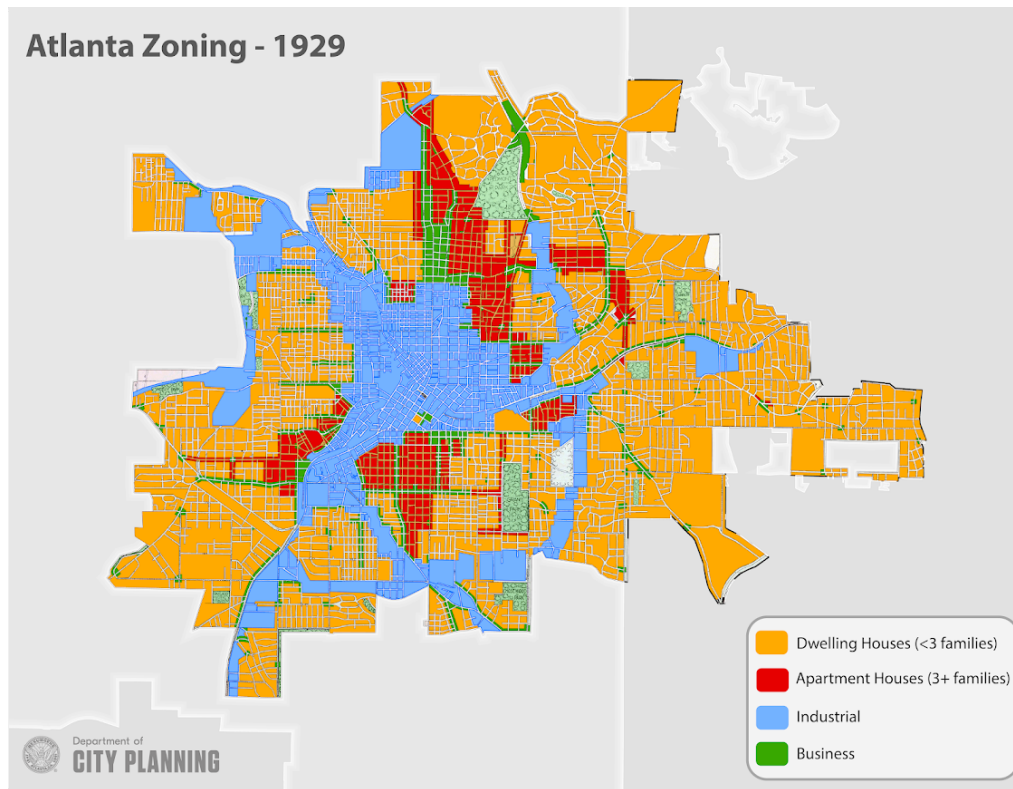 Atlanta Zoning - 1929
Dwelling Houses (<3 families)
Apartment Houses (3+ families)
Industrial
Business
Department of
CITY PLANNING